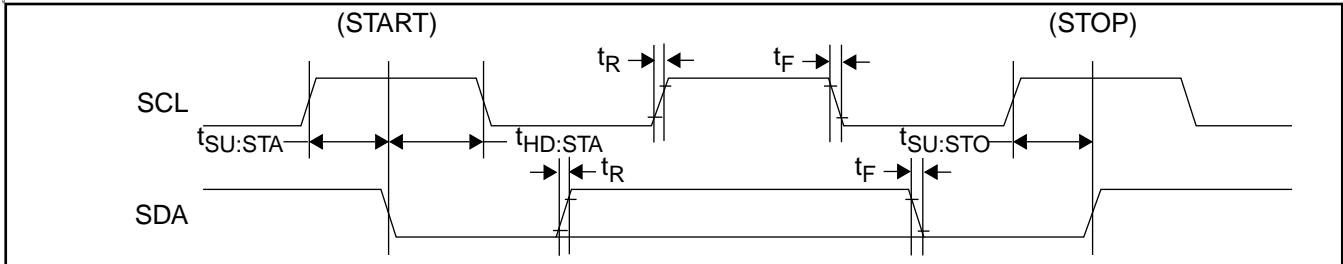 (START) (STOP)
tR tF
SCL
tSU:STA tHD:STA tSU:STO
tR tF
SDA